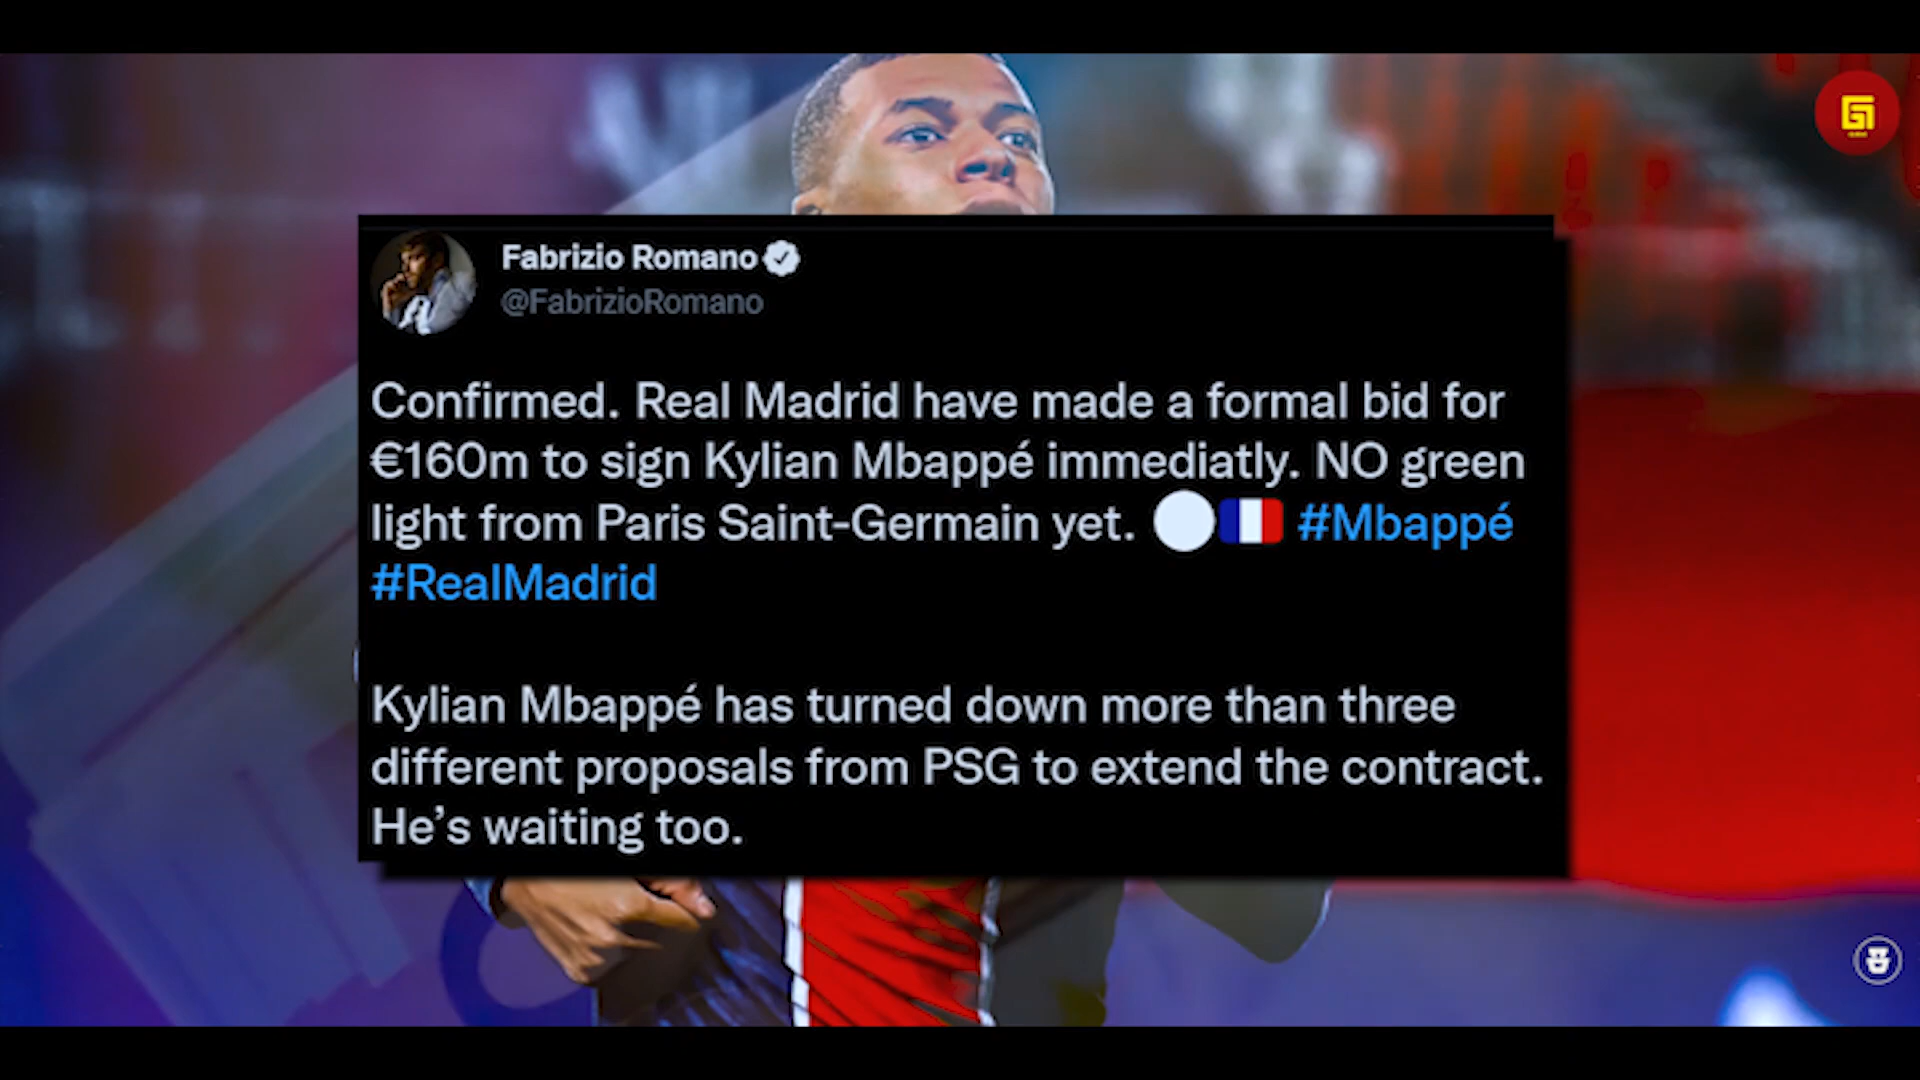 Fabrizio Romano
@FabrizioRomano
Confirmed. Real Madrid have made a formal bid for
€160m to sign Kylian Mbappé immediatly. NO green
light from Paris Saint-Germain yet. ⚪🇫🇷 #Mbappé
#RealMadrid
Kylian Mbappé has turned down more than three
different proposals from PSG to extend the contract.
He’s waiting too.